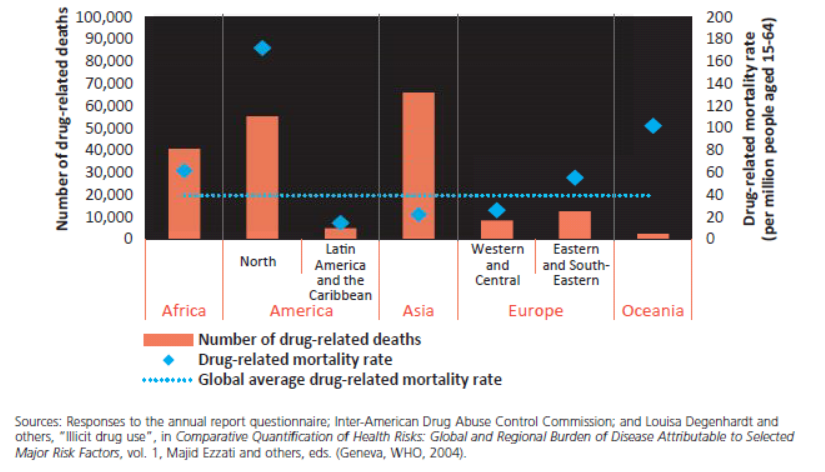 Number of drug-related deaths
100,000
90,000
80,000
70,000
60,000
50,000
40,000
30,000
20,000
10,000
0
200
180
160
140
120
100
80
60
40
20
0
Drug-related mortality rate
(per million people aged 15-64)
North
Latin
America
and the
Caribbean
Western
and
Central
Eastern
and South-
Eastern
Africa
America
Asia
Europe
Oceania
Number of drug-related deaths
Drug-related mortality rate
Global average drug-related mortality rate
Sources: Responses to the annual report questionnaire; Inter-American Drug Abuse Control Commission; and Louisa Degenhardt and
others, “Illicit drug use”, in Comparative Quantification of Health Risks: Global and Regional Burden of Disease Attributable to Selected
Major Risk Factors, vol. 1, Majid Ezzati and others, eds. (Geneva, WHO, 2004).